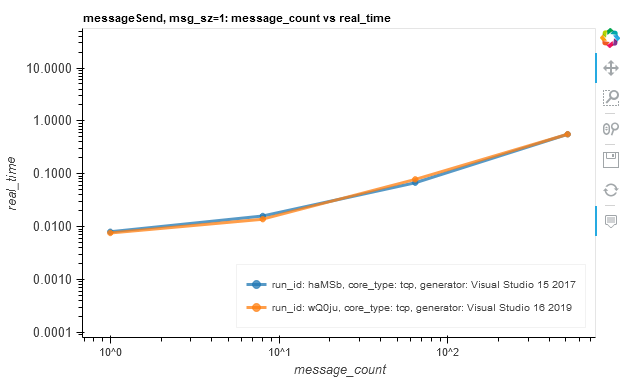 messageSend, msg_sz=1: message_count vs real_time
10.0000
1.0000
0.1000
0.0100
0.0010
0.0001
real_time
run_id: haMSb, core_type: tcp, generator: Visual Studio 15 2017
run_id: wQ0ju, core_type: tcp, generator: Visual Studio 16 2019
10^0
10^1
10^2
message_count